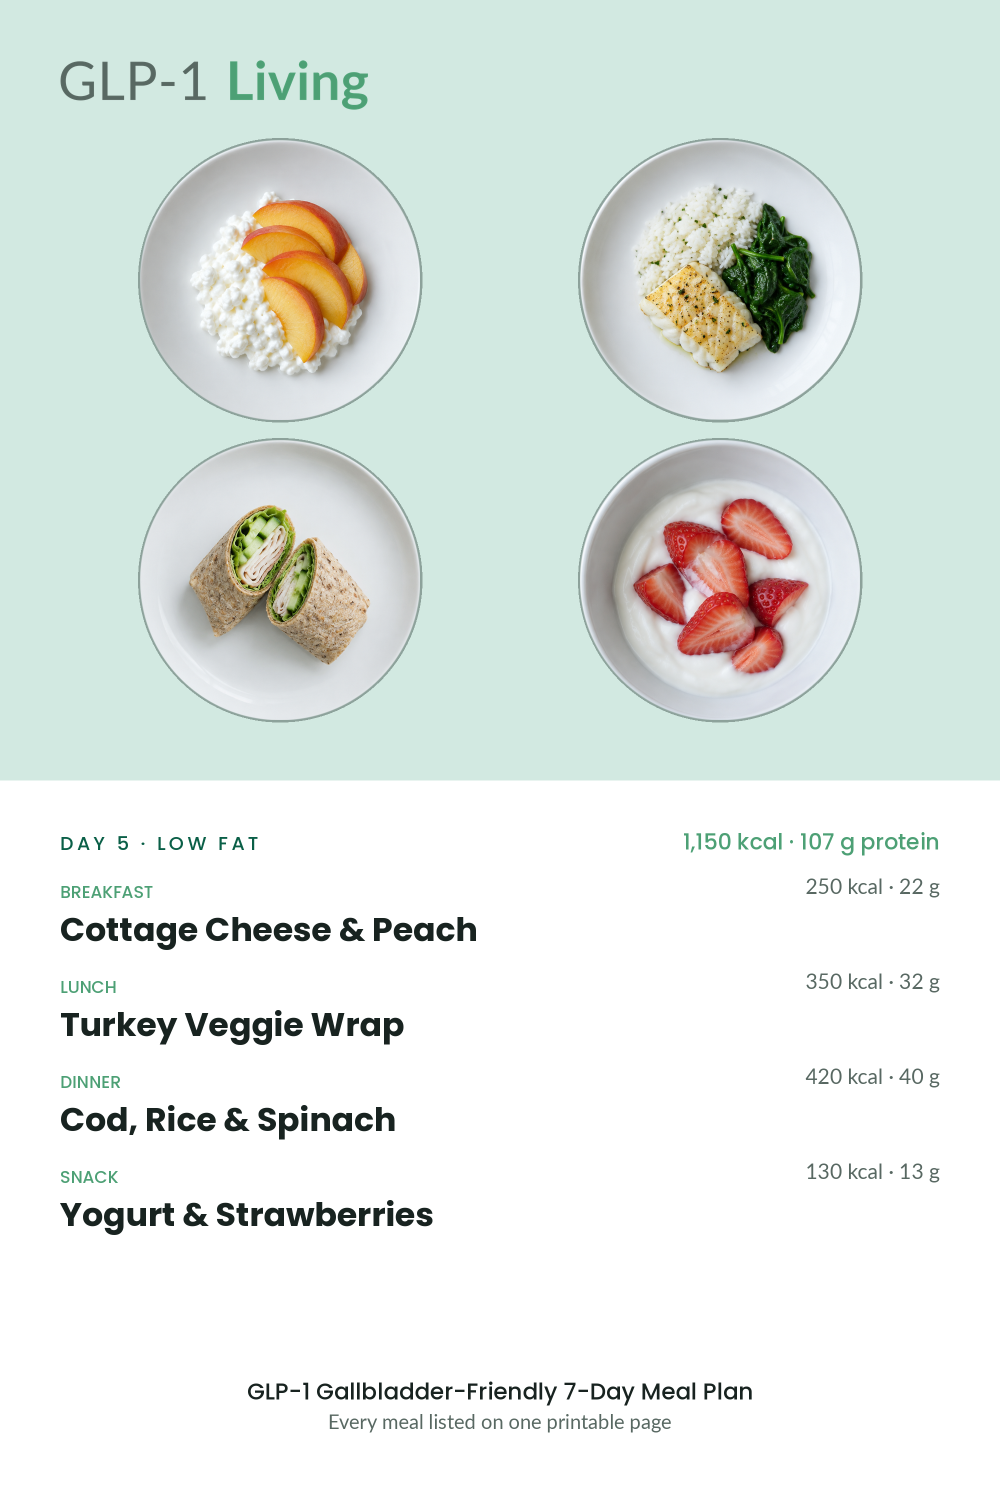 GLP-1 Living
DAY 5 · LOW FAT
1,150 kcal · 107 g protein
BREAKFAST
250 kcal · 22 g
Cottage Cheese & Peach
LUNCH
350 kcal · 32 g
Turkey Veggie Wrap
DINNER
420 kcal · 40 g
Cod, Rice & Spinach
SNACK
130 kcal · 13 g
Yogurt & Strawberries
GLP-1 Gallbladder-Friendly 7-Day Meal Plan
Every meal listed on one printable page